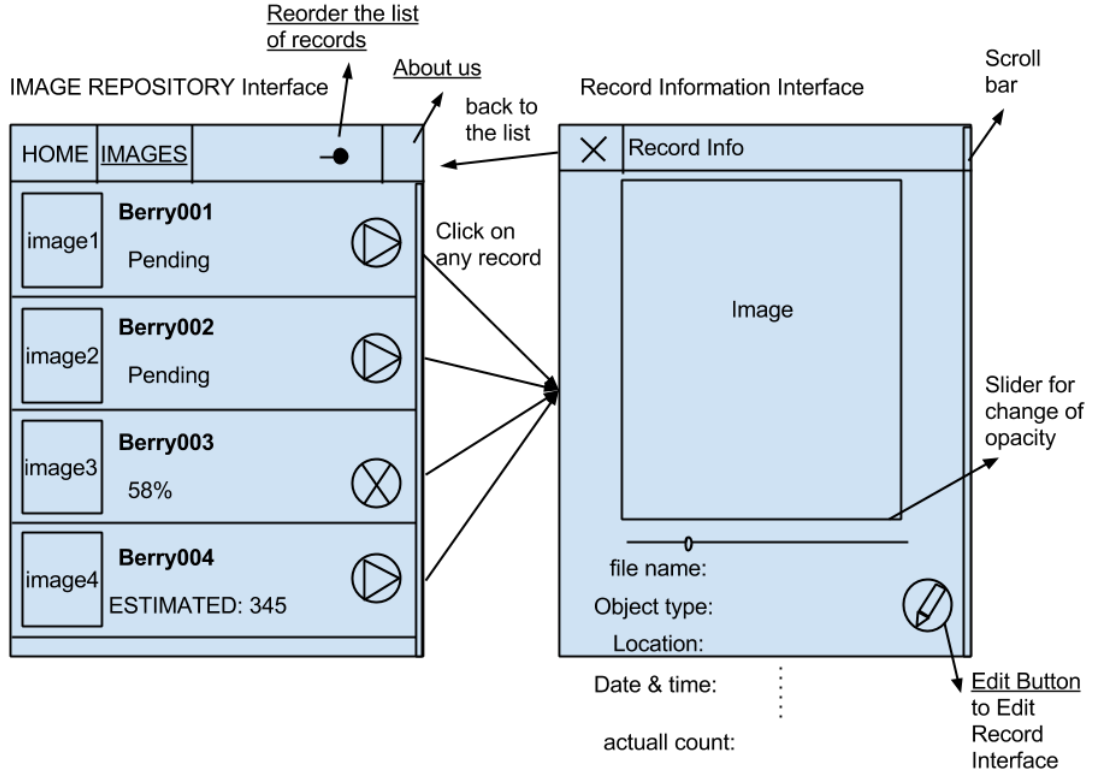 Reorder the list
of records
About us
IMAGE REPOSITORY Interface
back to
the list
HOME
IMAGES
image1
Berry001
Pending
Click on
any record
image2
Berry002
Pending
image3
Berry003
58%
image4
Berry004
ESTIMATED: 345
Record Information Interface
Scroll
bar
Record Info
Image
Slider for
change of
opacity
file name:
Object type:
Location:
Date & time:
actuall count:
Edit Button
to Edit
Record
Interface